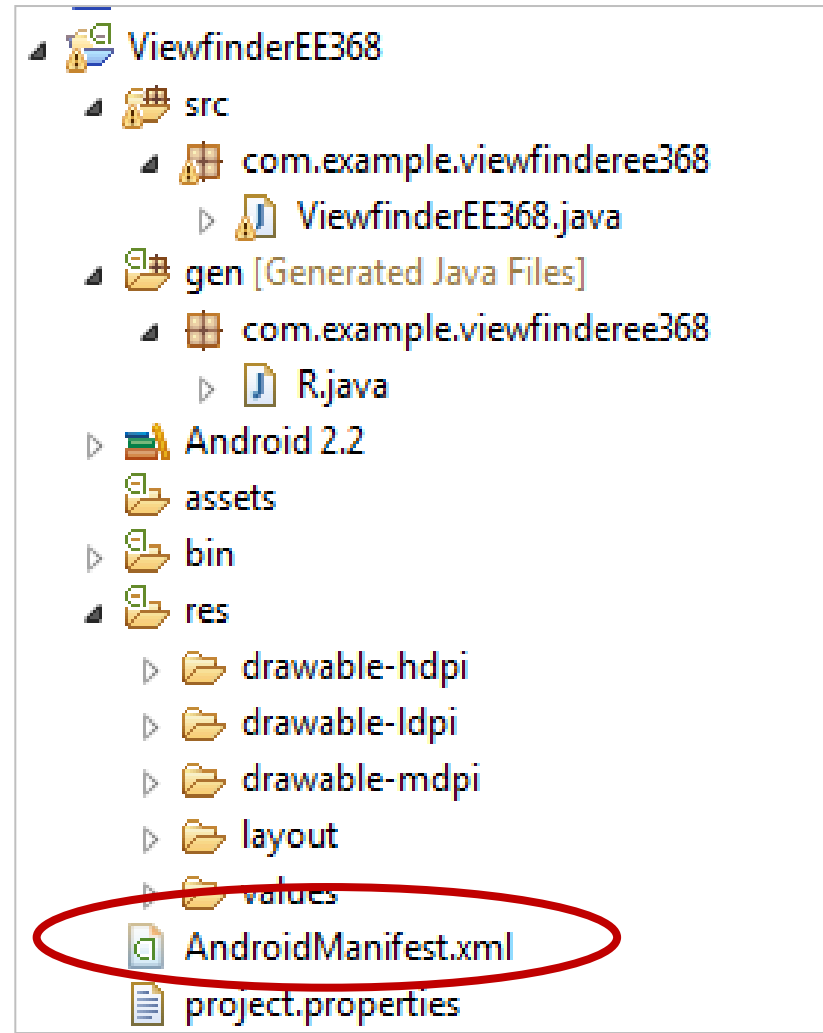 ViewfinderEE368
src
com.example.viewfinderee368
ViewfinderEE368.java
gen [Generated Java Files]
com.example.viewfinderee368
R.java
Android 2.2
assets
bin
res
drawable-hdpi
drawable-ldpi
drawable-mdpi
layout
values
AndroidManifest.xml
project.properties